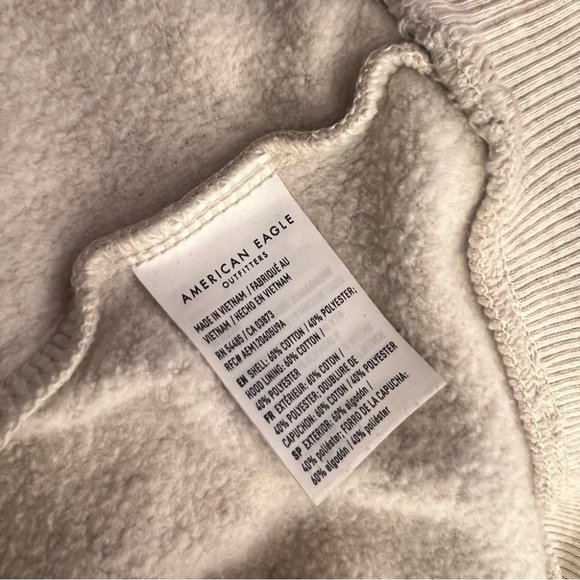 AMERICAN EAGLE
OUTFITTERS
MADE IN VIETNAM / FABRIQUÉ AU
VIETNAM / HECHO EN VIETNAM
RN 54485 / CA 03873
RFC# AEM120605U9A
EN SHELL: 60% COTTON / 40% POLYESTER;
HOOD LINING: 60% COTTON /
40% POLYESTER
FR EXTÉRIEUR: 60% COTON /
40% POLYESTER; DOUBLURE DE
CAPUCHON: 60% COTON / 40% POLYESTER
SP EXTERIOR: 60% algodón /
40% poliéster; FORRO DE LA CAPUCHA:
60% algodón / 40% poliéster